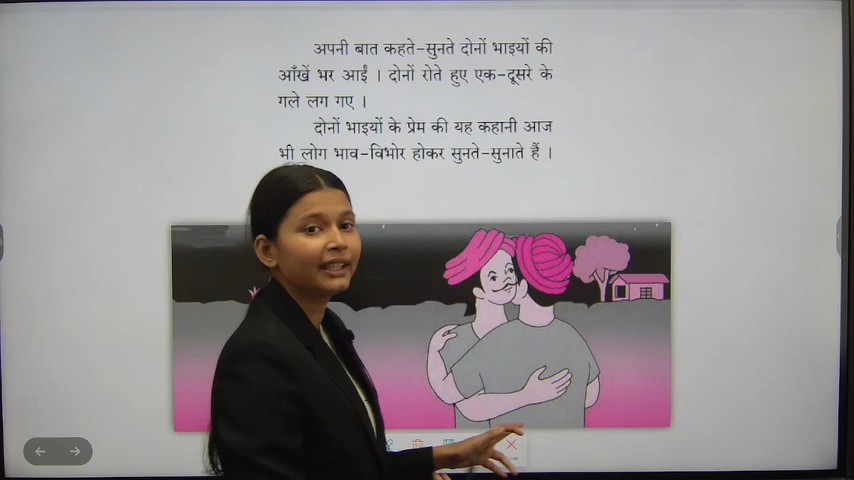 अपनी बात कहते-सुनते दोनों भाइयों की
आँखें भर आईं । दोनों रोते हुए एक-दूसरे के
गले लग गए ।
दोनों भाइयों के प्रेम की यह कहानी आज
भी लोग भाव-विभोर होकर सुनते-सुनाते हैं ।